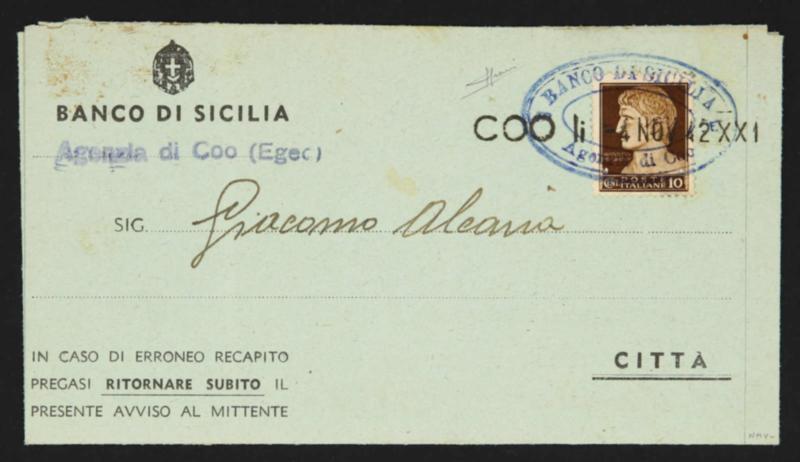 BANCO DI SICILIA
Agenzia di Coo (Egeo)
BANCO DI SICILIA
COO li -4 NOV 42 XXI
Agenzia di Coo
POSTE
ITALIANE 10
SIG. Giacomo Alcana
IN CASO DI ERRONEO RECAPITO
PREGASI RITORNARE SUBITO IL
PRESENTE AVVISO AL MITTENTE
CITTÀ